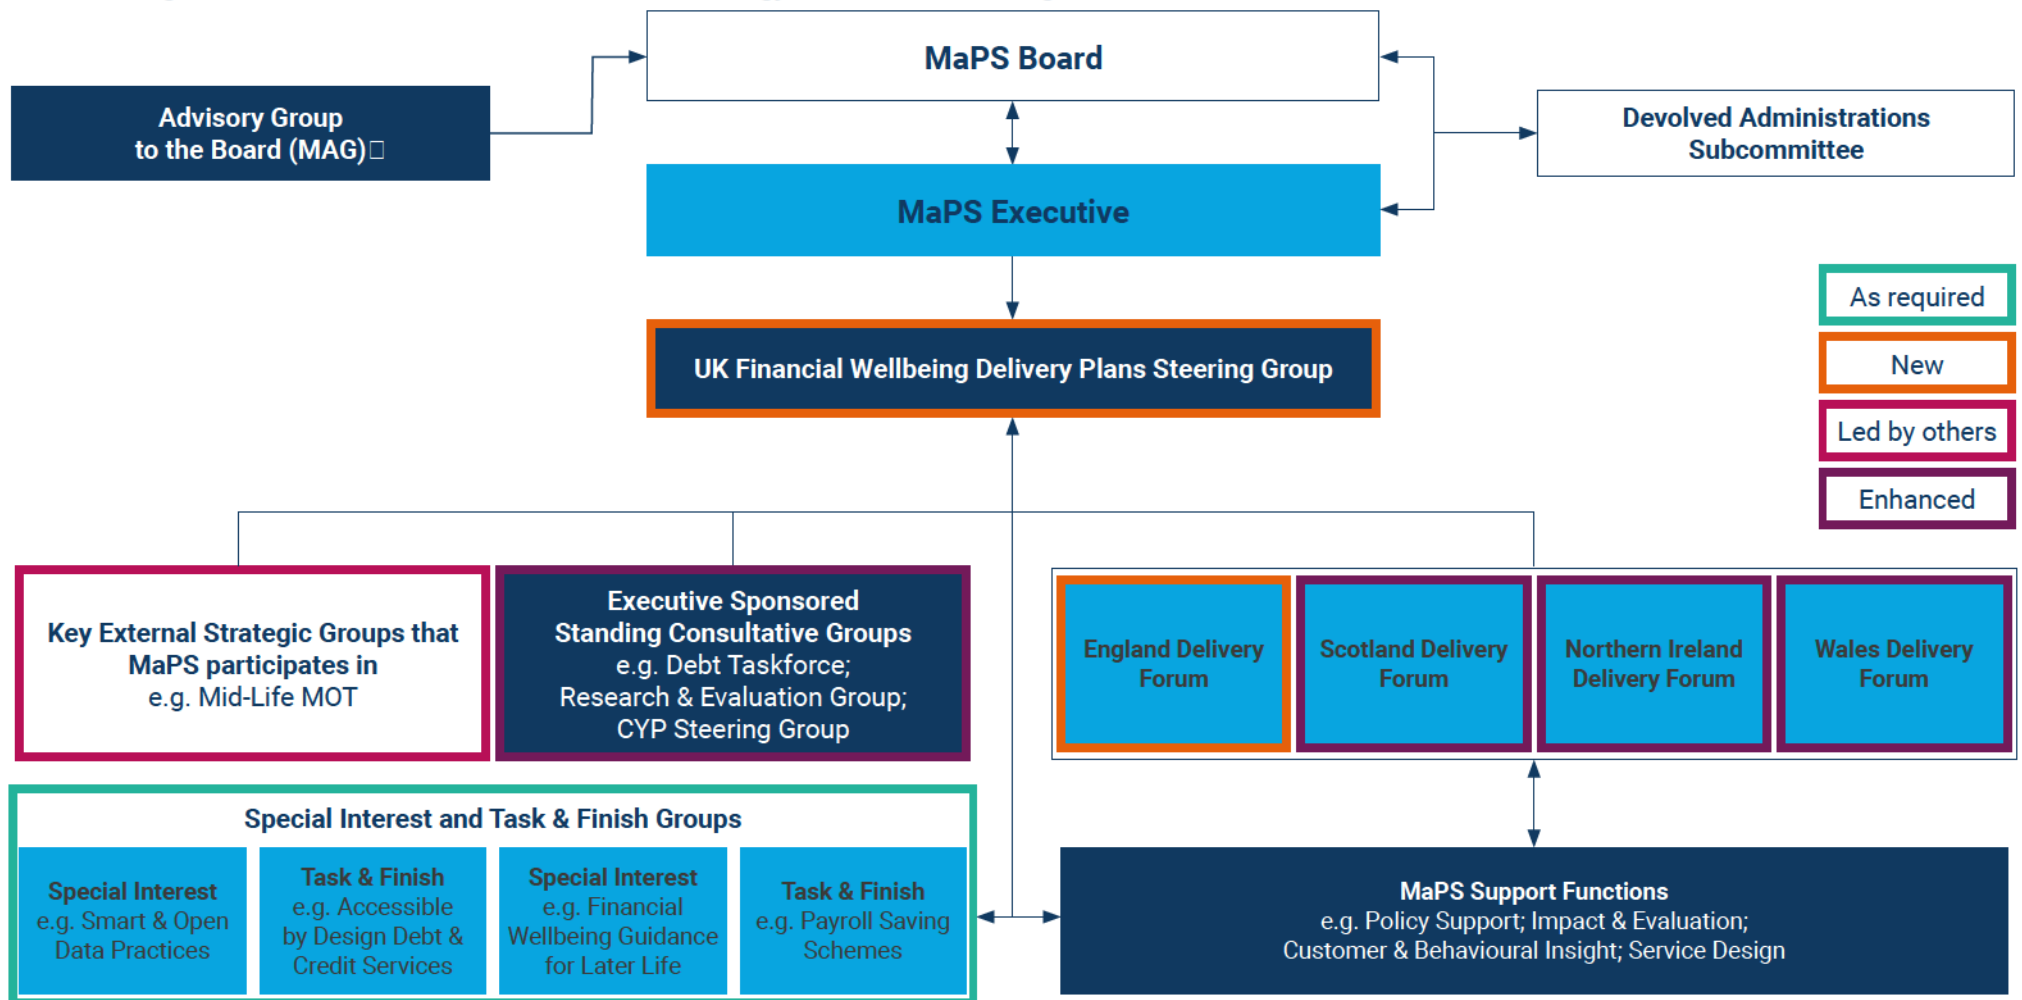 MaPS Board
Advisory Group
to the Board (MAG)
Devolved Administrations
Subcommittee
MaPS Executive
As required
New
Led by others
Enhanced
UK Financial Wellbeing Delivery Plans Steering Group
Key External Strategic Groups that
MaPS participates in
e.g. Mid-Life MOT
Executive Sponsored
Standing Consultative Groups
e.g. Debt Taskforce;
Research & Evaluation Group;
CYP Steering Group
England Delivery
Forum
Scotland Delivery
Forum
Northern Ireland
Delivery Forum
Wales Delivery
Forum
Special Interest and Task & Finish Groups
Special Interest
e.g. Smart & Open
Data Practices
Task & Finish
e.g. Accessible
by Design Debt &
Credit Services
Special Interest
e.g. Financial
Wellbeing Guidance
for Later Life
Task & Finish
e.g. Payroll Saving
Schemes
MaPS Support Functions
e.g. Policy Support; Impact & Evaluation;
Customer & Behavioural Insight; Service Design